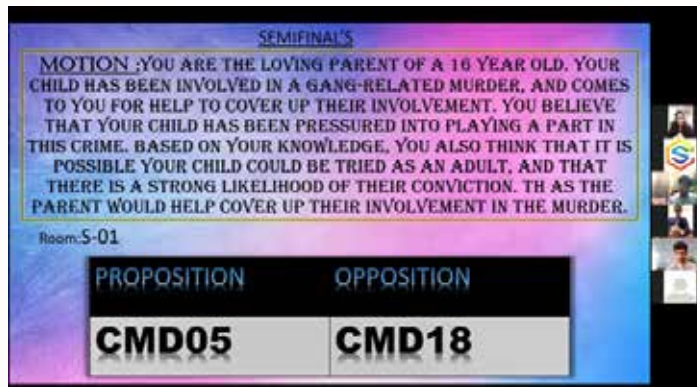 SEMIFINAL'S
MOTION :YOU ARE THE LOVING PARENT OF A 16 YEAR OLD. YOUR
CHILD HAS BEEN INVOLVED IN A GANG-RELATED MURDER, AND COMES
TO YOU FOR HELP TO COVER UP THEIR INVOLVEMENT. YOU BELIEVE
THAT YOUR CHILD HAS BEEN PRESSURED INTO PLAYING A PART IN
THIS CRIME. BASED ON YOUR KNOWLEDGE, YOU ALSO THINK THAT IT IS
POSSIBLE YOUR CHILD COULD BE TRIED AS AN ADULT, AND THAT
THERE IS A STRONG LIKELIHOOD OF THEIR CONVICTION. TH AS THE
PARENT WOULD HELP COVER UP THEIR INVOLVEMENT IN THE MURDER.
Room:S-01
PROPOSITION OPPOSITION
CMD05 CMD18